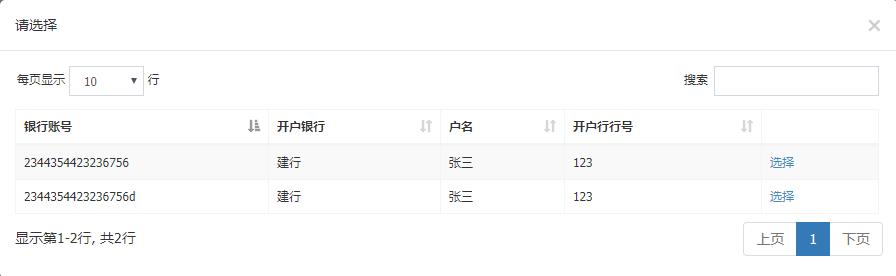 请选择 ×
每页显示 10 行 搜索
银行账号 开户银行 户名 开户行行号
2344354423236756 建行 张三 123 选择
2344354423236756d 建行 张三 123 选择
显示第1-2行, 共2行 上页 1 下页